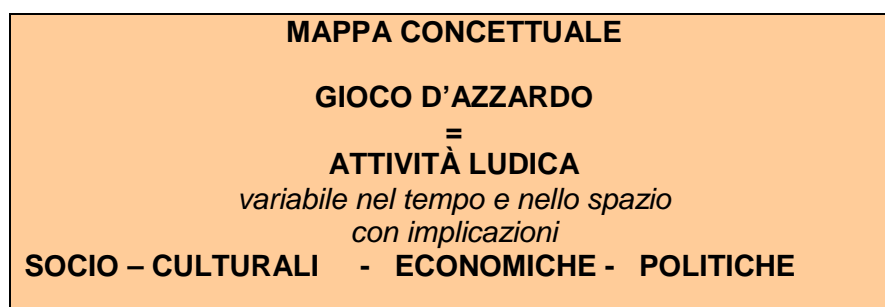 MAPPA CONCETTUALE
GIOCO D’AZZARDO
=
ATTIVITÀ LUDICA
variabile nel tempo e nello spazio
con implicazioni
SOCIO – CULTURALI - ECONOMICHE - POLITICHE